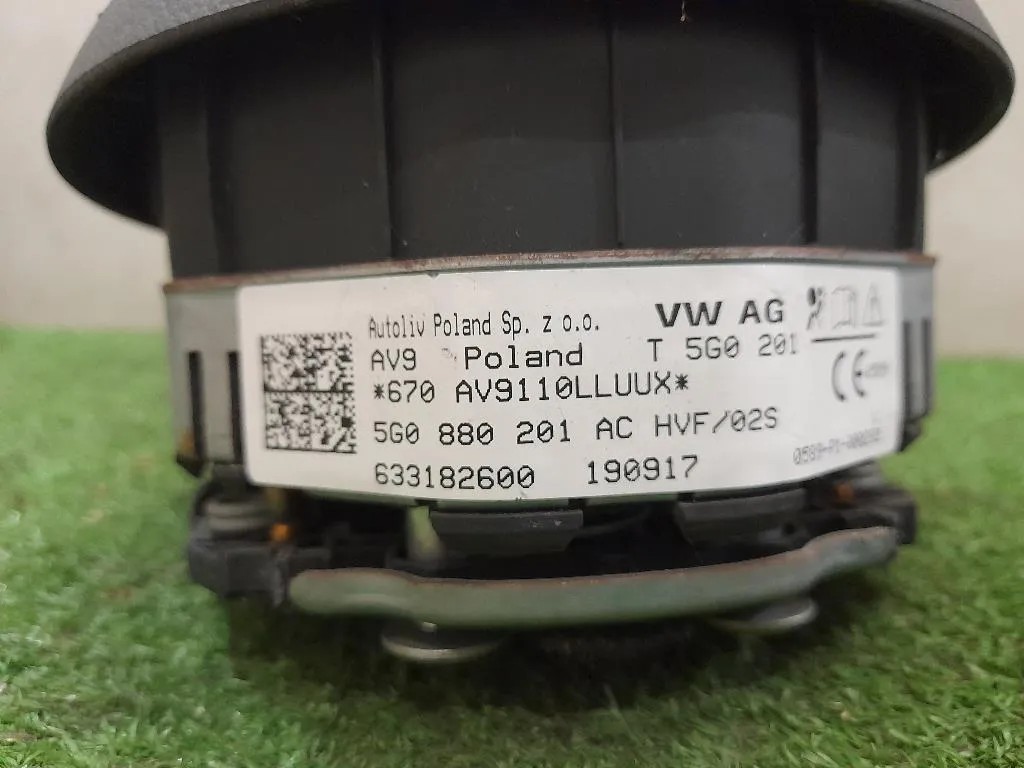 Autoliv Poland Sp. z o.o.
VW AG
AV9 Poland
T 5G0 201
*670 AV9110LLUUX*
CE
5G0 880 201 AC HVF/02S
633182600 190917